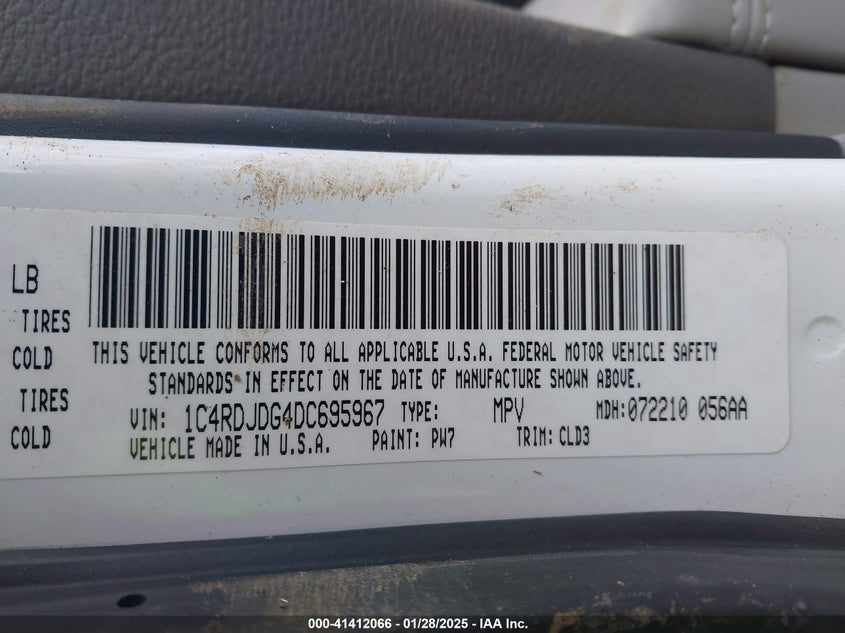 LB
TIRES
COLD
TIRES
COLD
THIS VEHICLE CONFORMS TO ALL APPLICABLE U.S.A. FEDERAL MOTOR VEHICLE SAFETY
STANDARDS IN EFFECT ON THE DATE OF MANUFACTURE SHOWN ABOVE.
VIN: 1C4RDJDG4DC695967 TYPE: MPV MDH:072210 056AA
VEHICLE MADE IN U.S.A. PAINT: PW7 TRIM: CLD3
000-41412066 - 01/28/2025 - IAA Inc.